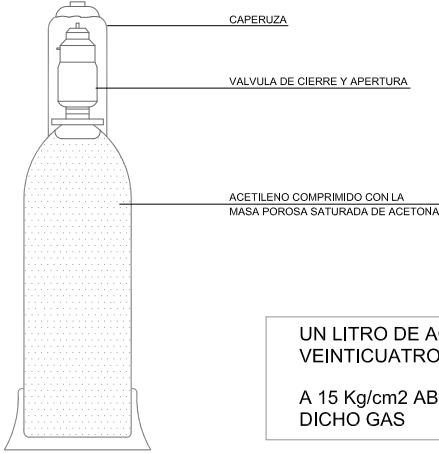 CAPERUZA
VALVULA DE CIERRE Y APERTURA
ACETILENO COMPRIMIDO CON LA
MASA POROSA SATURADA DE ACETONA
UN LITRO DE
VEINTICUATRO
A 15 Kg/cm2
DICHO GAS